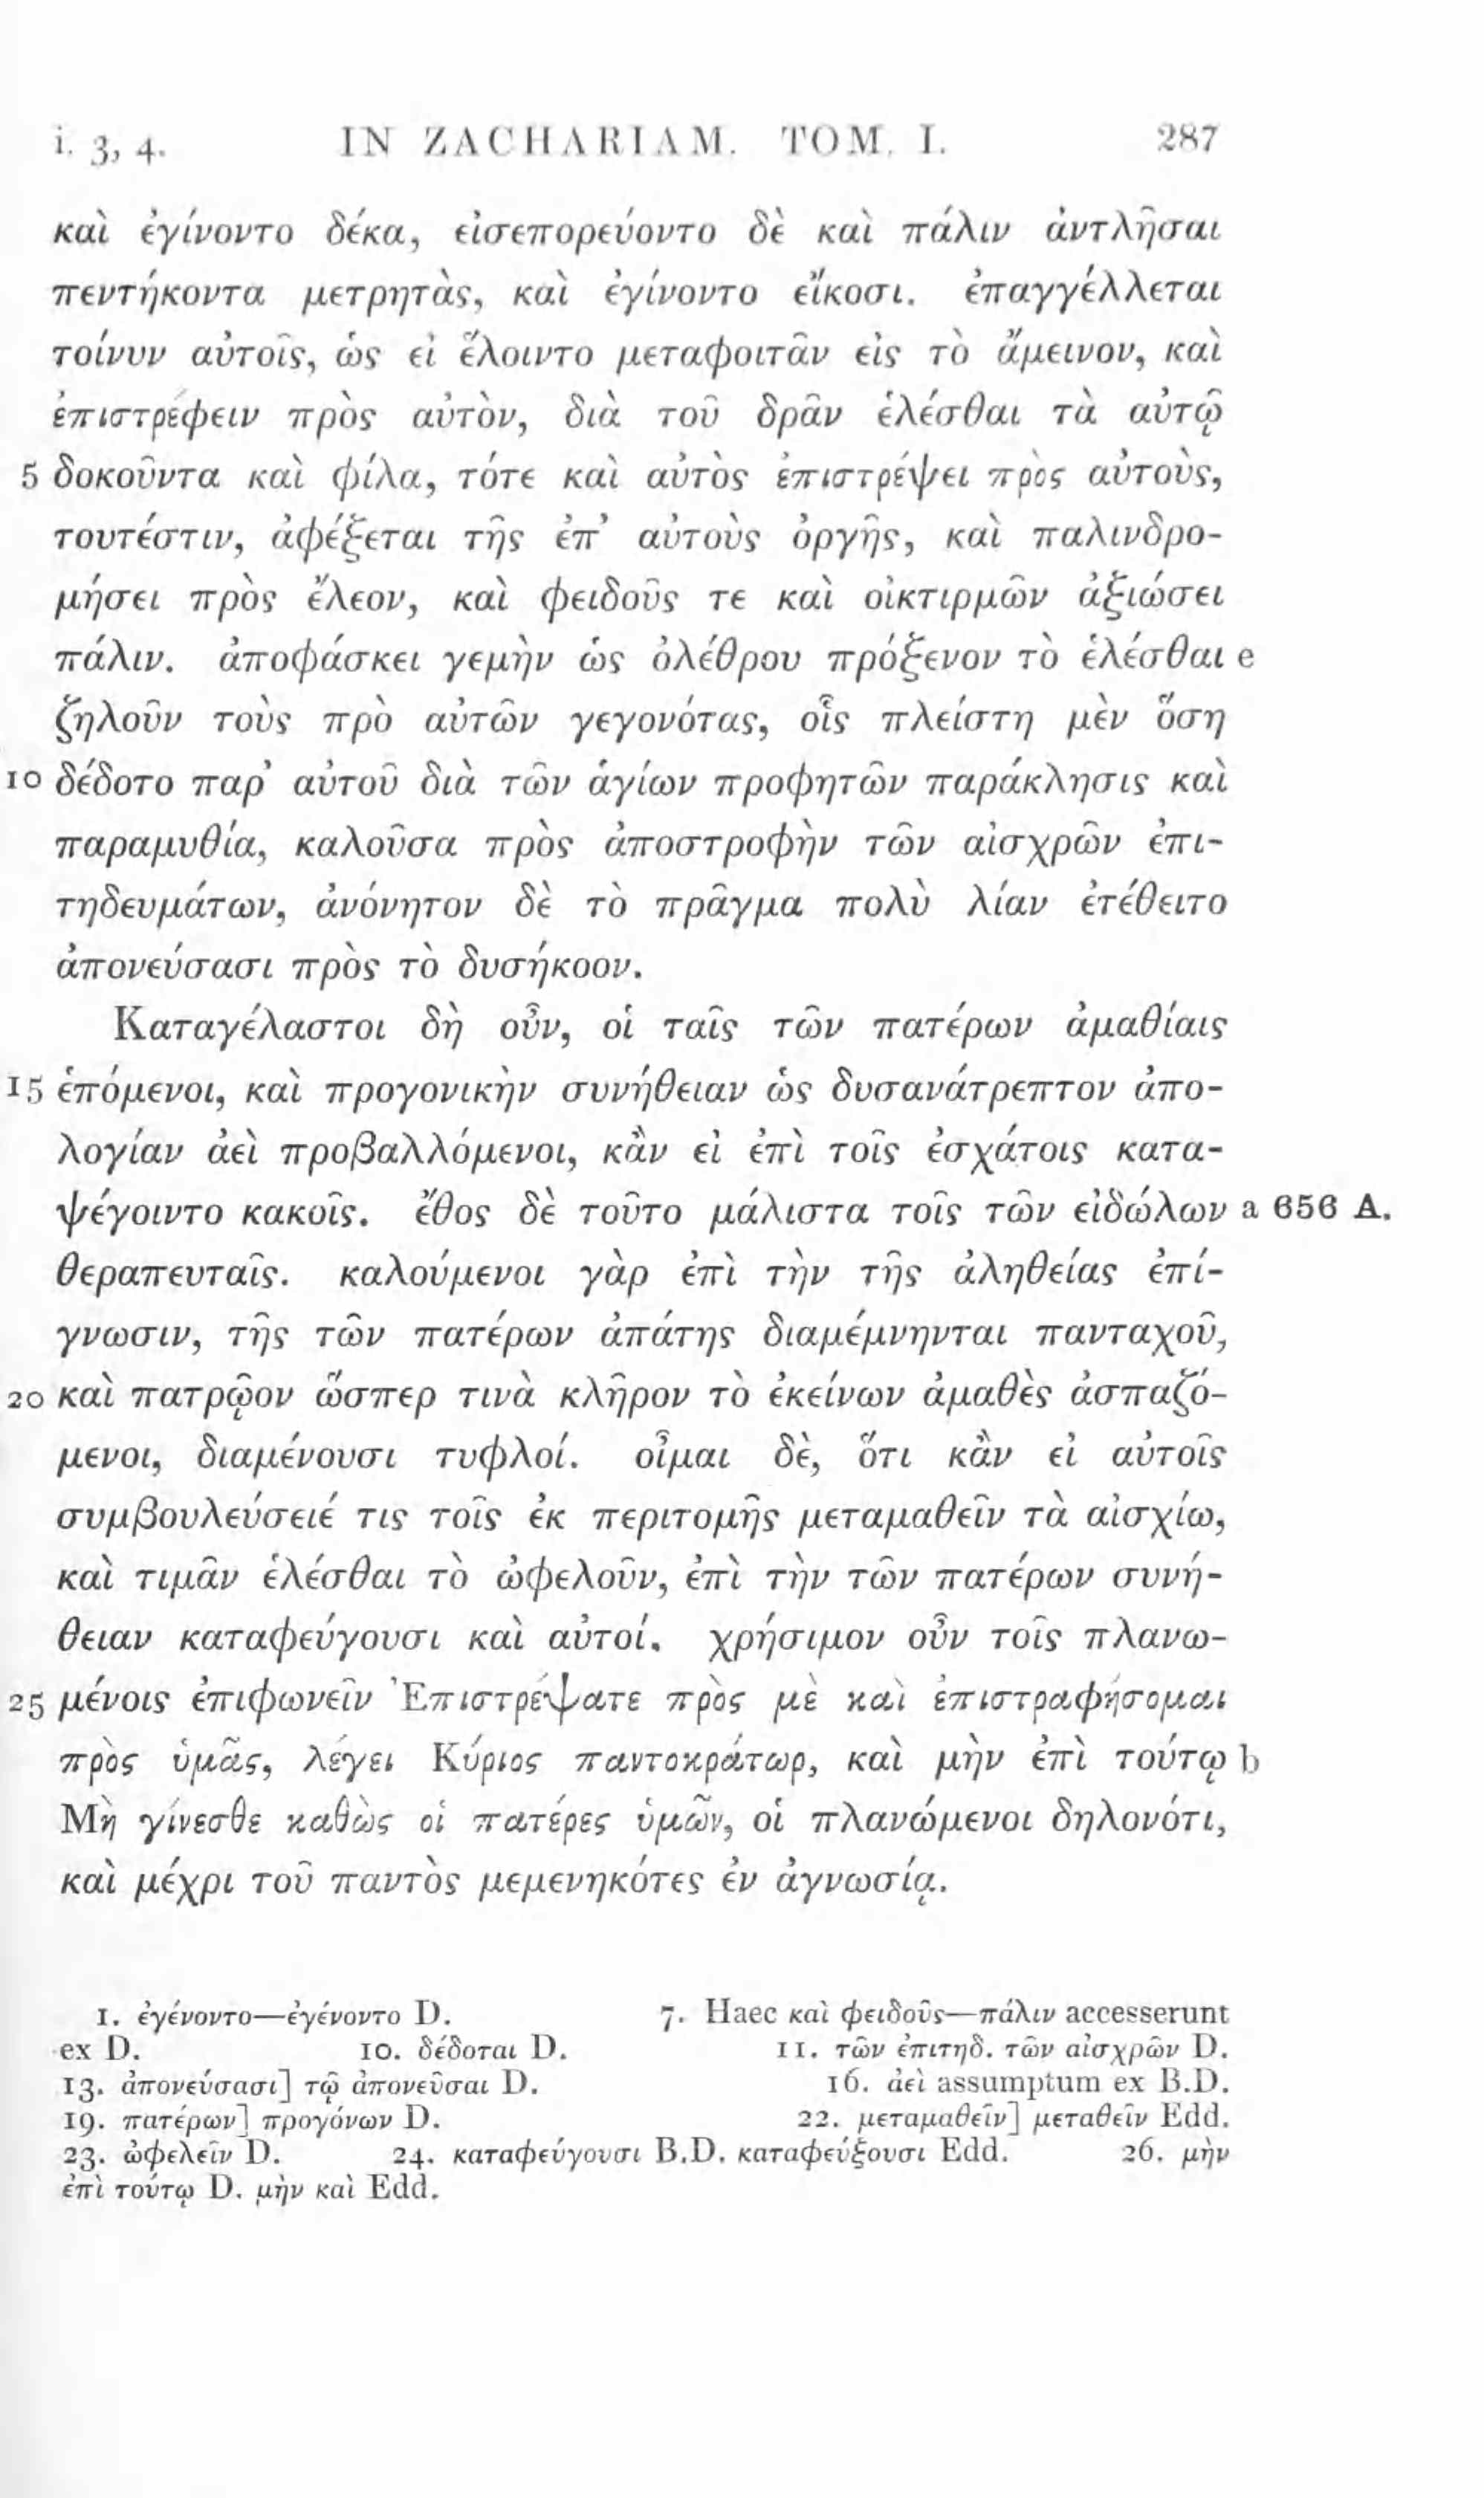 i. 3, 4. IN ZACHARIAM. TOM. I. 287
καὶ ἐγίνοντο δέκα, εἰσεπορεύοντο δὲ καὶ πάλιν ἀντλῆσαι
πεντήκοντα μετρητὰς, καὶ ἐγίνοντο εἴκοσι. ἐπαγγέλλεται
τοίνυν αὐτοῖς, ὡς εἰ ἕλοιντο μεταφοιτᾶν εἰς τὸ ἄμεινον, καὶ
ἐπιστρέφειν πρὸς αὐτὸν, διὰ τοῦ δρᾶν ἑλέσθαι τὰ αὐτῷ
5 δοκοῦντα καὶ φίλα, τότε καὶ αὐτὸς ἐπιστρέψει πρὸς αὐτοὺς,
τουτέστιν, ἀφέξεται τῆς ἐπ' αὐτοὺς ὀργῆς, καὶ παλινδρο-
μήσει πρὸς ἔλεον, καὶ φειδοῦς τε καὶ οἰκτιρμῶν ἀξιώσει
πάλιν. ἀποφάσκει γεμὴν ὡς ὀλέθρου πρόξενον τὸ ἑλέσθαι e
ζηλοῦν τοὺς πρὸ αὐτῶν γεγονότας, οἷς πλείστη μὲν ὅση
10 δέδοτο παρ' αὐτοῦ διὰ τῶν ἁγίων προφητῶν παράκλησις καὶ
παραμυθία, καλοῦσα πρὸς ἀποστροφὴν τῶν αἰσχρῶν ἐπι-
τηδευμάτων, ἀνόνητον δὲ τὸ πρᾶγμα πολὺ λίαν ἐτέθειτο
ἀπονεύσασι πρὸς τὸ δυσήκοον.
Καταγέλαστοι δὴ οὖν, οἱ ταῖς τῶν πατέρων ἀμαθίαις
15 ἑπόμενοι, καὶ προγονικὴν συνήθειαν ὡς δυσανάτρεπτον ἀπο-
λογίαν ἀεὶ προβαλλόμενοι, κἂν εἰ ἐπὶ τοῖς ἐσχάτοις κατα-
ψέγοιντο κακοῖς. ἔθος δὲ τοῦτο μάλιστα τοῖς τῶν εἰδώλων a 656 A.
θεραπευταῖς. καλούμενοι γὰρ ἐπὶ τὴν τῆς ἀληθείας ἐπί-
γνωσιν, τῆς τῶν πατέρων ἀπάτης διαμέμνηνται πανταχοῦ,
20 καὶ πατρῷον ὥσπερ τινὰ κλῆρον τὸ ἐκείνων ἀμαθὲς ἀσπαζό-
μενοι, διαμένουσι τυφλοί. οἶμαι δὲ, ὅτι κἂν εἰ αὐτοῖς
συμβουλεύσειέ τις τοῖς ἐκ περιτομῆς μεταμαθεῖν τὰ αἰσχίω,
καὶ τιμᾶν ἑλέσθαι τὸ ὠφελοῦν, ἐπὶ τὴν τῶν πατέρων συνή-
θειαν καταφεύγουσι καὶ αὐτοί. χρήσιμον οὖν τοῖς πλανω-
25 μένοις ἐπιφωνεῖν Ἐπιστρέψατε πρὸς μὲ καὶ ἐπιστραφήσομαι
πρὸς ὑμᾶς, λέγει Κύριος παντοκράτωρ, καὶ μὴν ἐπὶ τούτῳ b
Μὴ γίνεσθε καθὼς οἱ πατέρες ὑμῶν, οἱ πλανώμενοι δηλονότι,
καὶ μέχρι τοῦ παντὸς μεμενηκότες ἐν ἀγνωσίᾳ.
1. ἐγένοντο—ἐγένοντο D. 7. Haec καὶ φειδοῦς—πάλιν accesserunt
ex D. 10. δέδοται D. 11. τῶν ἐπιτηδ. τῶν αἰσχρῶν D.
13. ἀπονεύσασι] τῷ ἀπονεῦσαι D. 16. ἀεὶ assumptum ex B.D.
19. πατέρων] προγόνων D. 22. μεταμαθεῖν] μεταθεῖν Edd.
23. ὠφελεῖν D. 24. καταφεύγουσι B.D. καταφεύξουσι Edd. 26. μὴν
ἐπὶ τούτῳ D. μὴν καὶ Edd.